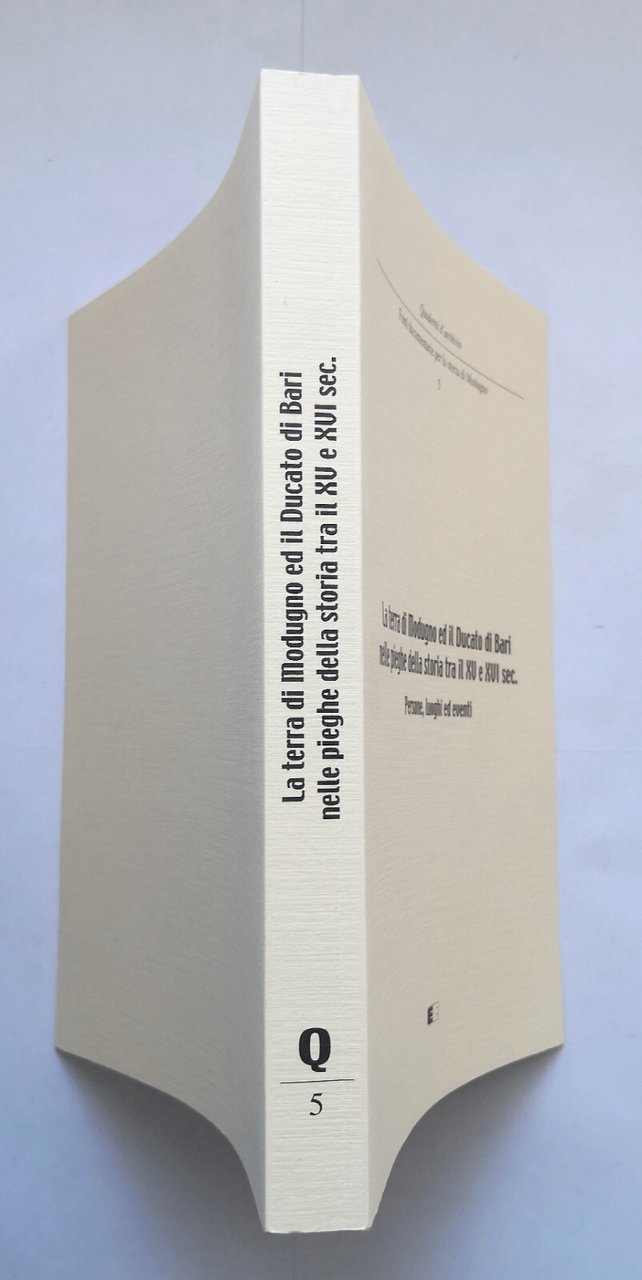 La terra di Modugno ed il Ducato di Bari
nelle pieghe della storia tra il XV e XVI sec.
Q
5
Quaderni d'archivio
Fonti documentarie per la storia di Modugno
5
La terra di Modugno ed il Ducato di Bari
nelle pieghe della storia tra il XV e XVI sec.
Persone, luoghi ed eventi
E